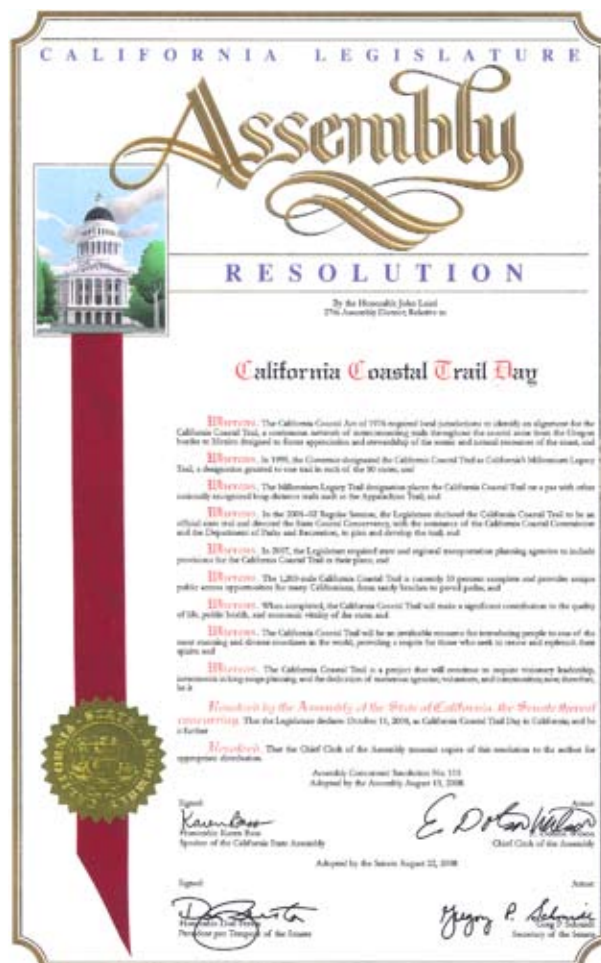 CALIFORNIA LEGISLATURE
Assembly
RESOLUTION
By the Honorable John Laird
27th Assembly District; Relative to
California Coastal Trail Day
Whereas, The California Coastal Act of 1976 required local jurisdictions to identify an alignment for the
California Coastal Trail, a continuous network of interconnecting trails throughout the coastal zone from the Oregon
border to Mexico designed to foster appreciation and stewardship of the scenic and natural resources of the coast; and
Whereas, In 1999, the Governor designated the California Coastal Trail as California's Millennium Legacy
Trail, a designation granted to one trail in each of the 50 states; and
Whereas, The Millennium Legacy Trail designation places the California Coastal Trail on a par with other
nationally recognized long-distance trails such as the Appalachian Trail; and
Whereas, In the Regular Session, the Legislature declared the California Coastal Trail to be an
official state trail and directed the State Coastal Conservancy, with the assistance of the California Coastal Commission
and the Department of Parks and Recreation, to plan and develop the trail; and
Whereas, In 2007, the Legislature required state and regional transportation planning agencies to include
provisions for the California Coastal Trail in their plans; and
Whereas, The 1,200-mile California Coastal Trail is currently 50 percent complete and provides unique
public access opportunities for many Californians, from sandy beaches to paved paths; and
Whereas, When completed, the California Coastal Trail will make a significant contribution to the quality
of life, public health, and economic vitality of the state; and
Whereas, The California Coastal Trail will be an invaluable resource for introducing people to one of the
most stunning and diverse coastlines in the world, providing a respite for those who seek to renew and replenish their
spirits; and
Whereas, The California Coastal Trail is a project that will continue to require visionary leadership,
investments in long-range planning, and the dedication of numerous agencies, volunteers, and communities; now, therefore,
be it
Resolved by the Assembly of the State of California, the Senate thereof
concurring, That the Legislature declares October 2008, as California Coastal Trail Day in California; and be
it further
Resolved, That the Chief Clerk of the Assembly transmit copies of this resolution to the author for
appropriate distribution.
Assembly Concurrent Resolution No.
Adopted by the Assembly August 2008
Signed:
Attest:
Karen Bass
E. Dotson Wilson
Honorable Karen Bass
Dotson Wilson
Speaker of the California State Assembly
Chief Clerk of the Assembly
Adopted by the Senate August 22, 2008
Signed:
Attest:
Gregory P. Schmidt
Honorable Don Perata
Greg P. Schmidt
President pro Tempore of the Senate
Secretary of the Senate
CALIFORNIA STATE ASSEMBLY